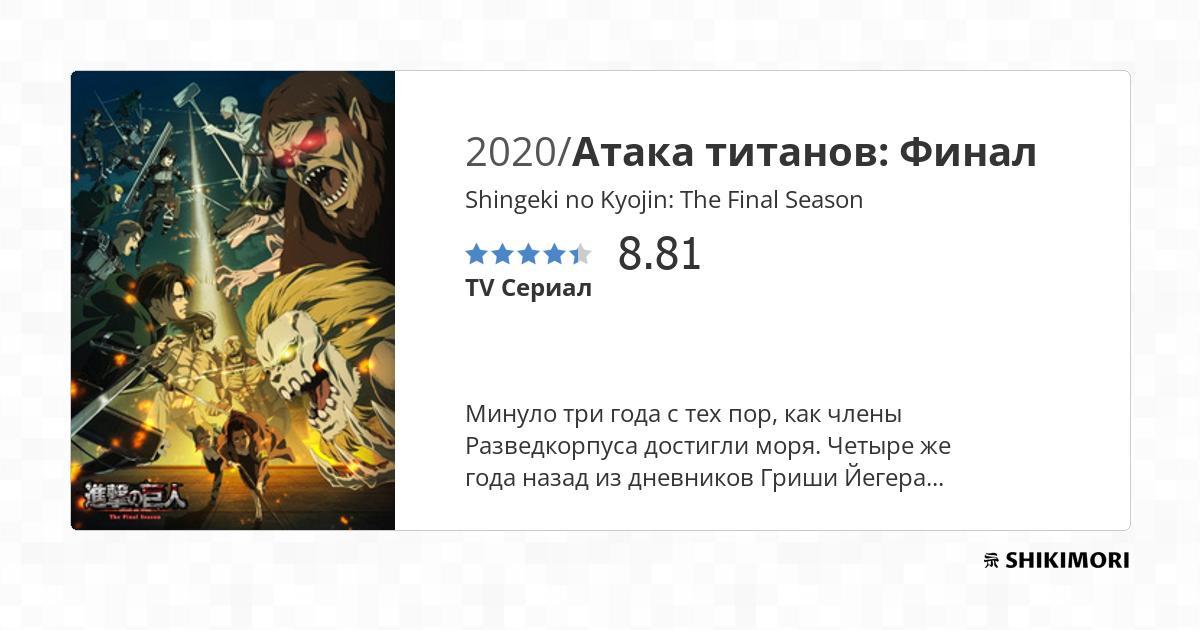 2020/Атака титанов: Финал
Shingeki no Kyojin: The Final Season
8.81
TV Сериал
Минуло три года с тех пор, как члены
Разведкорпуса достигли моря. Четыре же
года назад из дневников Гриши Йегера...
進撃の巨人
The Final Season
SHIKIMORI